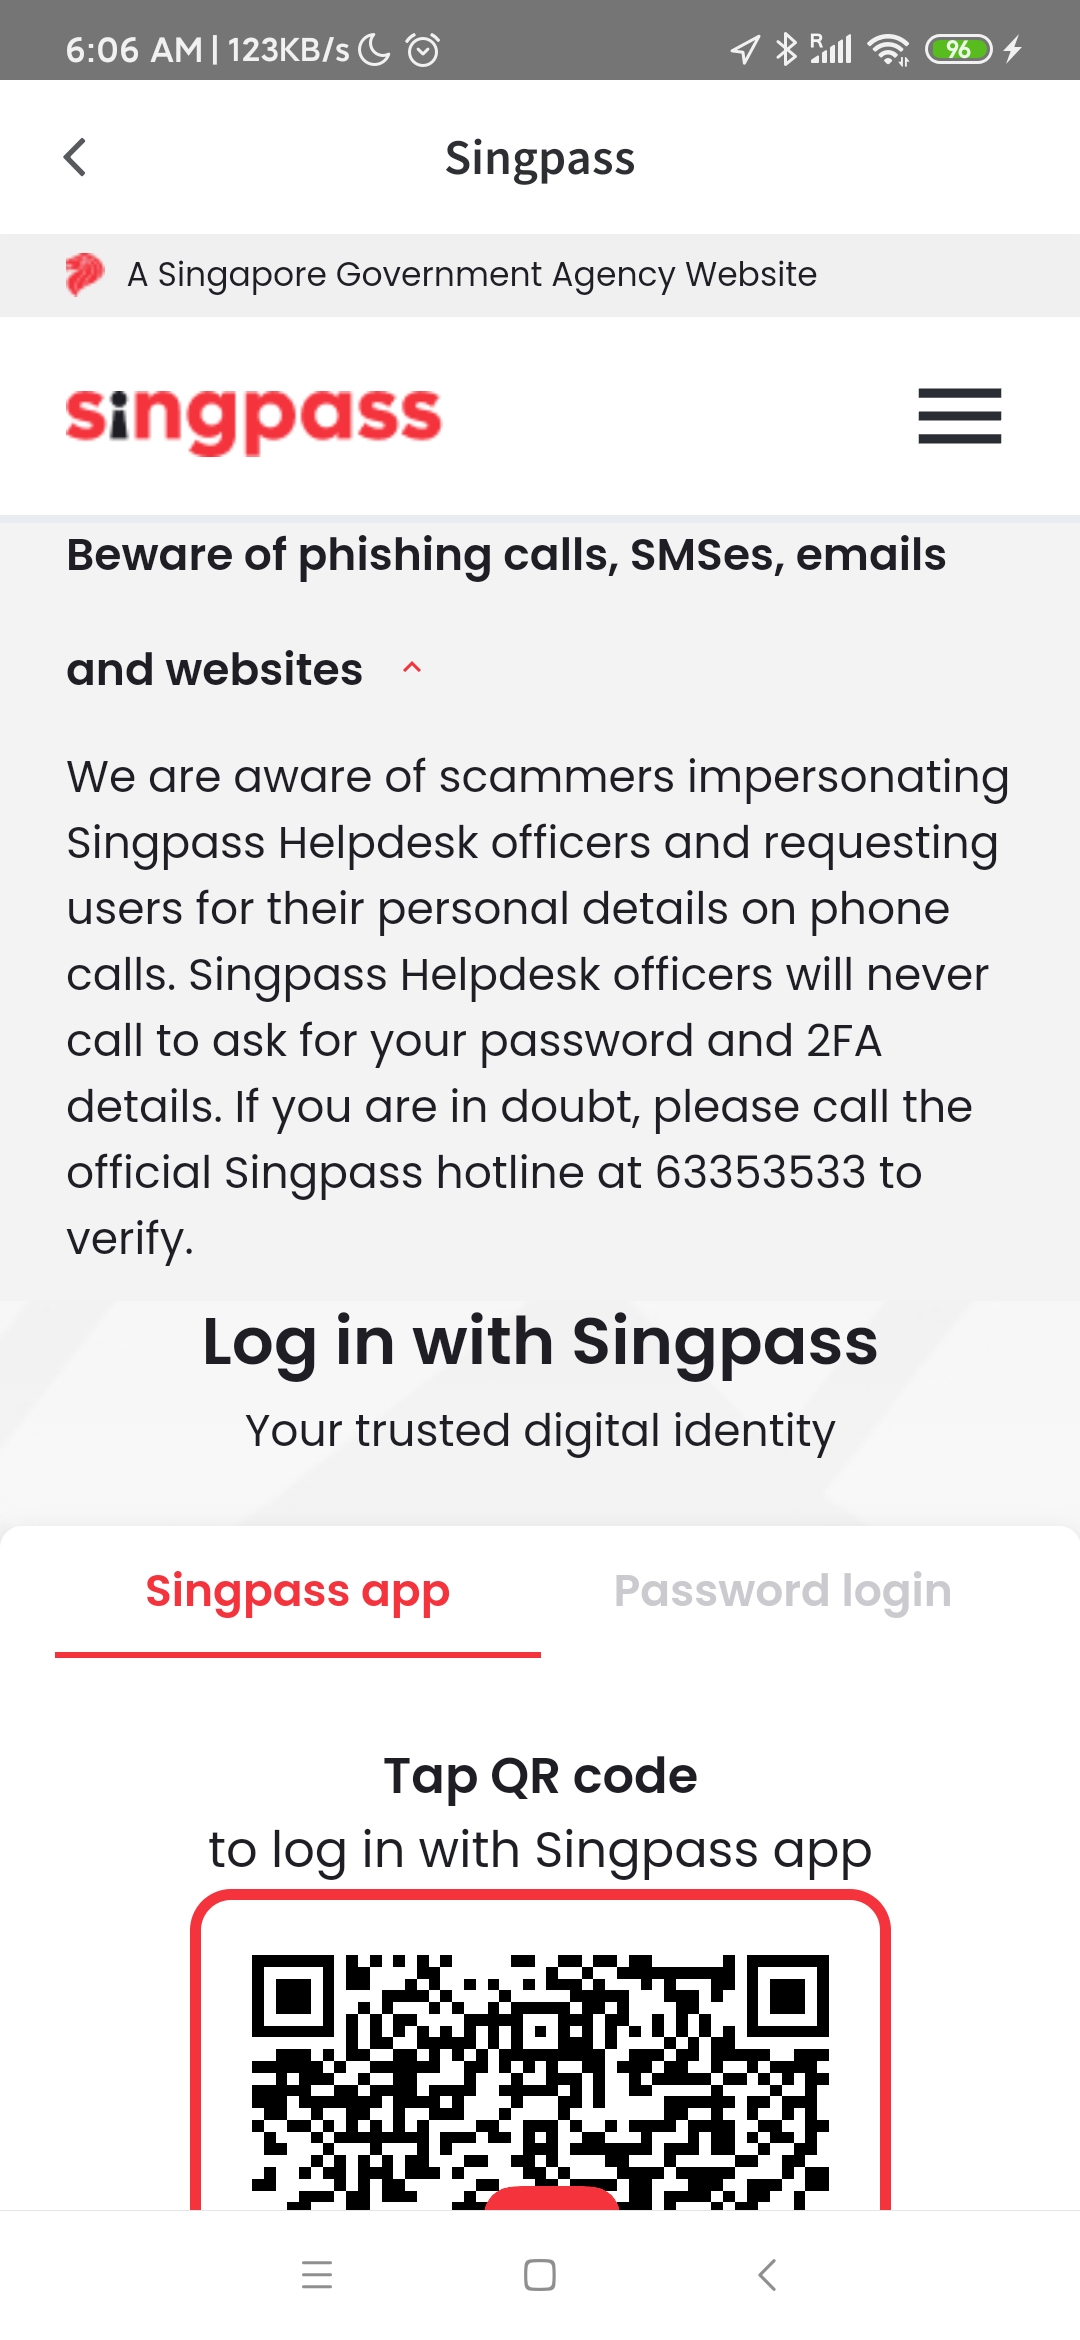 6:06 AM | 123KB/s
R
96
Singpass
A Singapore Government Agency Website
singpass
Beware of phishing calls, SMSes, emails
and websites
We are aware of scammers impersonating
Singpass Helpdesk officers and requesting
users for their personal details on phone
calls. Singpass Helpdesk officers will never
call to ask for your password and 2FA
details. If you are in doubt, please call the
official Singpass hotline at 63353533 to
verify.
Log in with Singpass
Your trusted digital identity
Singpass app
Password login
Tap QR code
to log in with Singpass app